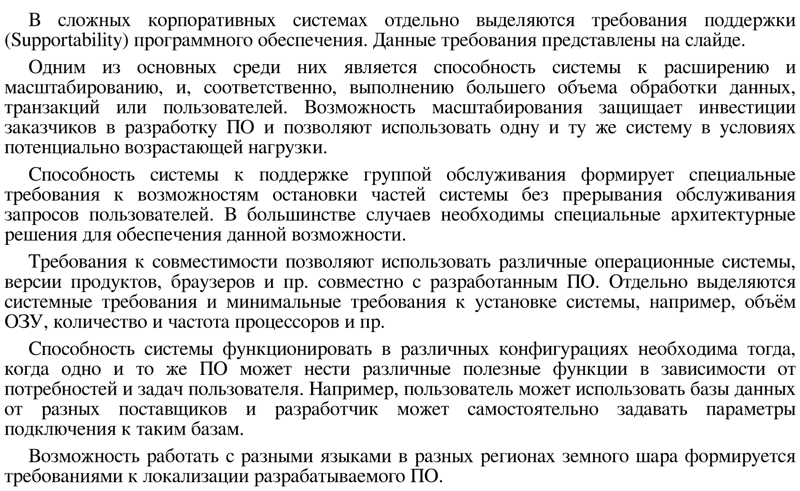 В сложных корпоративных системах отдельно выделяются требования поддержки
(Supportability) программного обеспечения. Данные требования представлены на слайде.
Одним из основных среди них является способность системы к расширению и
масштабированию, и, соответственно, выполнению большего объема обработки данных,
транзакций или пользователей. Возможность масштабирования защищает инвестиции
заказчиков в разработку ПО и позволяют использовать одну и ту же систему в условиях
потенциально возрастающей нагрузки.
Способность системы к поддержке группой обслуживания формирует специальные
требования к возможностям остановки частей системы без прерывания обслуживания
запросов пользователей. В большинстве случаев необходимы специальные архитектурные
решения для обеспечения данной возможности.
Требования к совместимости позволяют использовать различные операционные системы,
версии продуктов, браузеров и пр. совместно с разработанным ПО. Отдельно выделяются
системные требования и минимальные требования к установке системы, например, объём
ОЗУ, количество и частота процессоров и пр.
Способность системы функционировать в различных конфигурациях необходима тогда,
когда одно и то же ПО может нести различные полезные функции в зависимости от
потребностей и задач пользователя. Например, пользователь может использовать базы данных
от разных поставщиков и разработчик может самостоятельно задавать параметры
подключения к таким базам.
Возможность работать с разными языками в разных регионах земного шара формируется
требованиями к локализации разрабатываемого ПО.